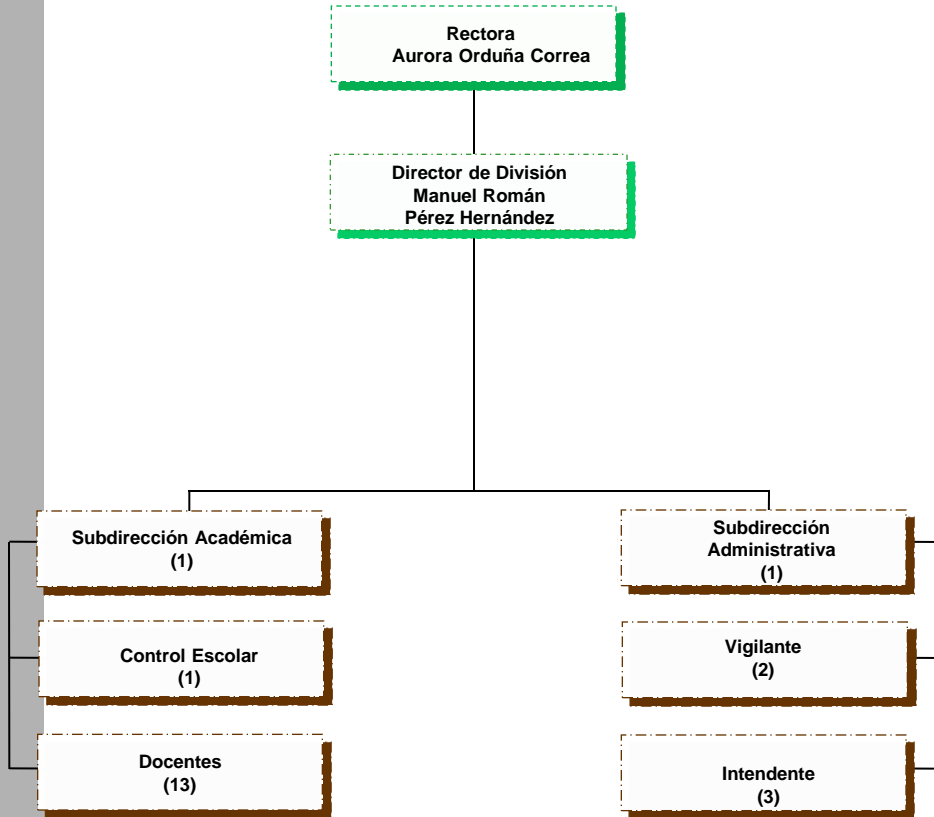 Rectora
Aurora Orduña Correa
Director de División
Manuel Román
Pérez Hernández
Subdirección Académica
(1)
Control Escolar
(1)
Docentes
(13)
Subdirección
Administrativa
(1)
Vigilante
(2)
Intendente
(3)